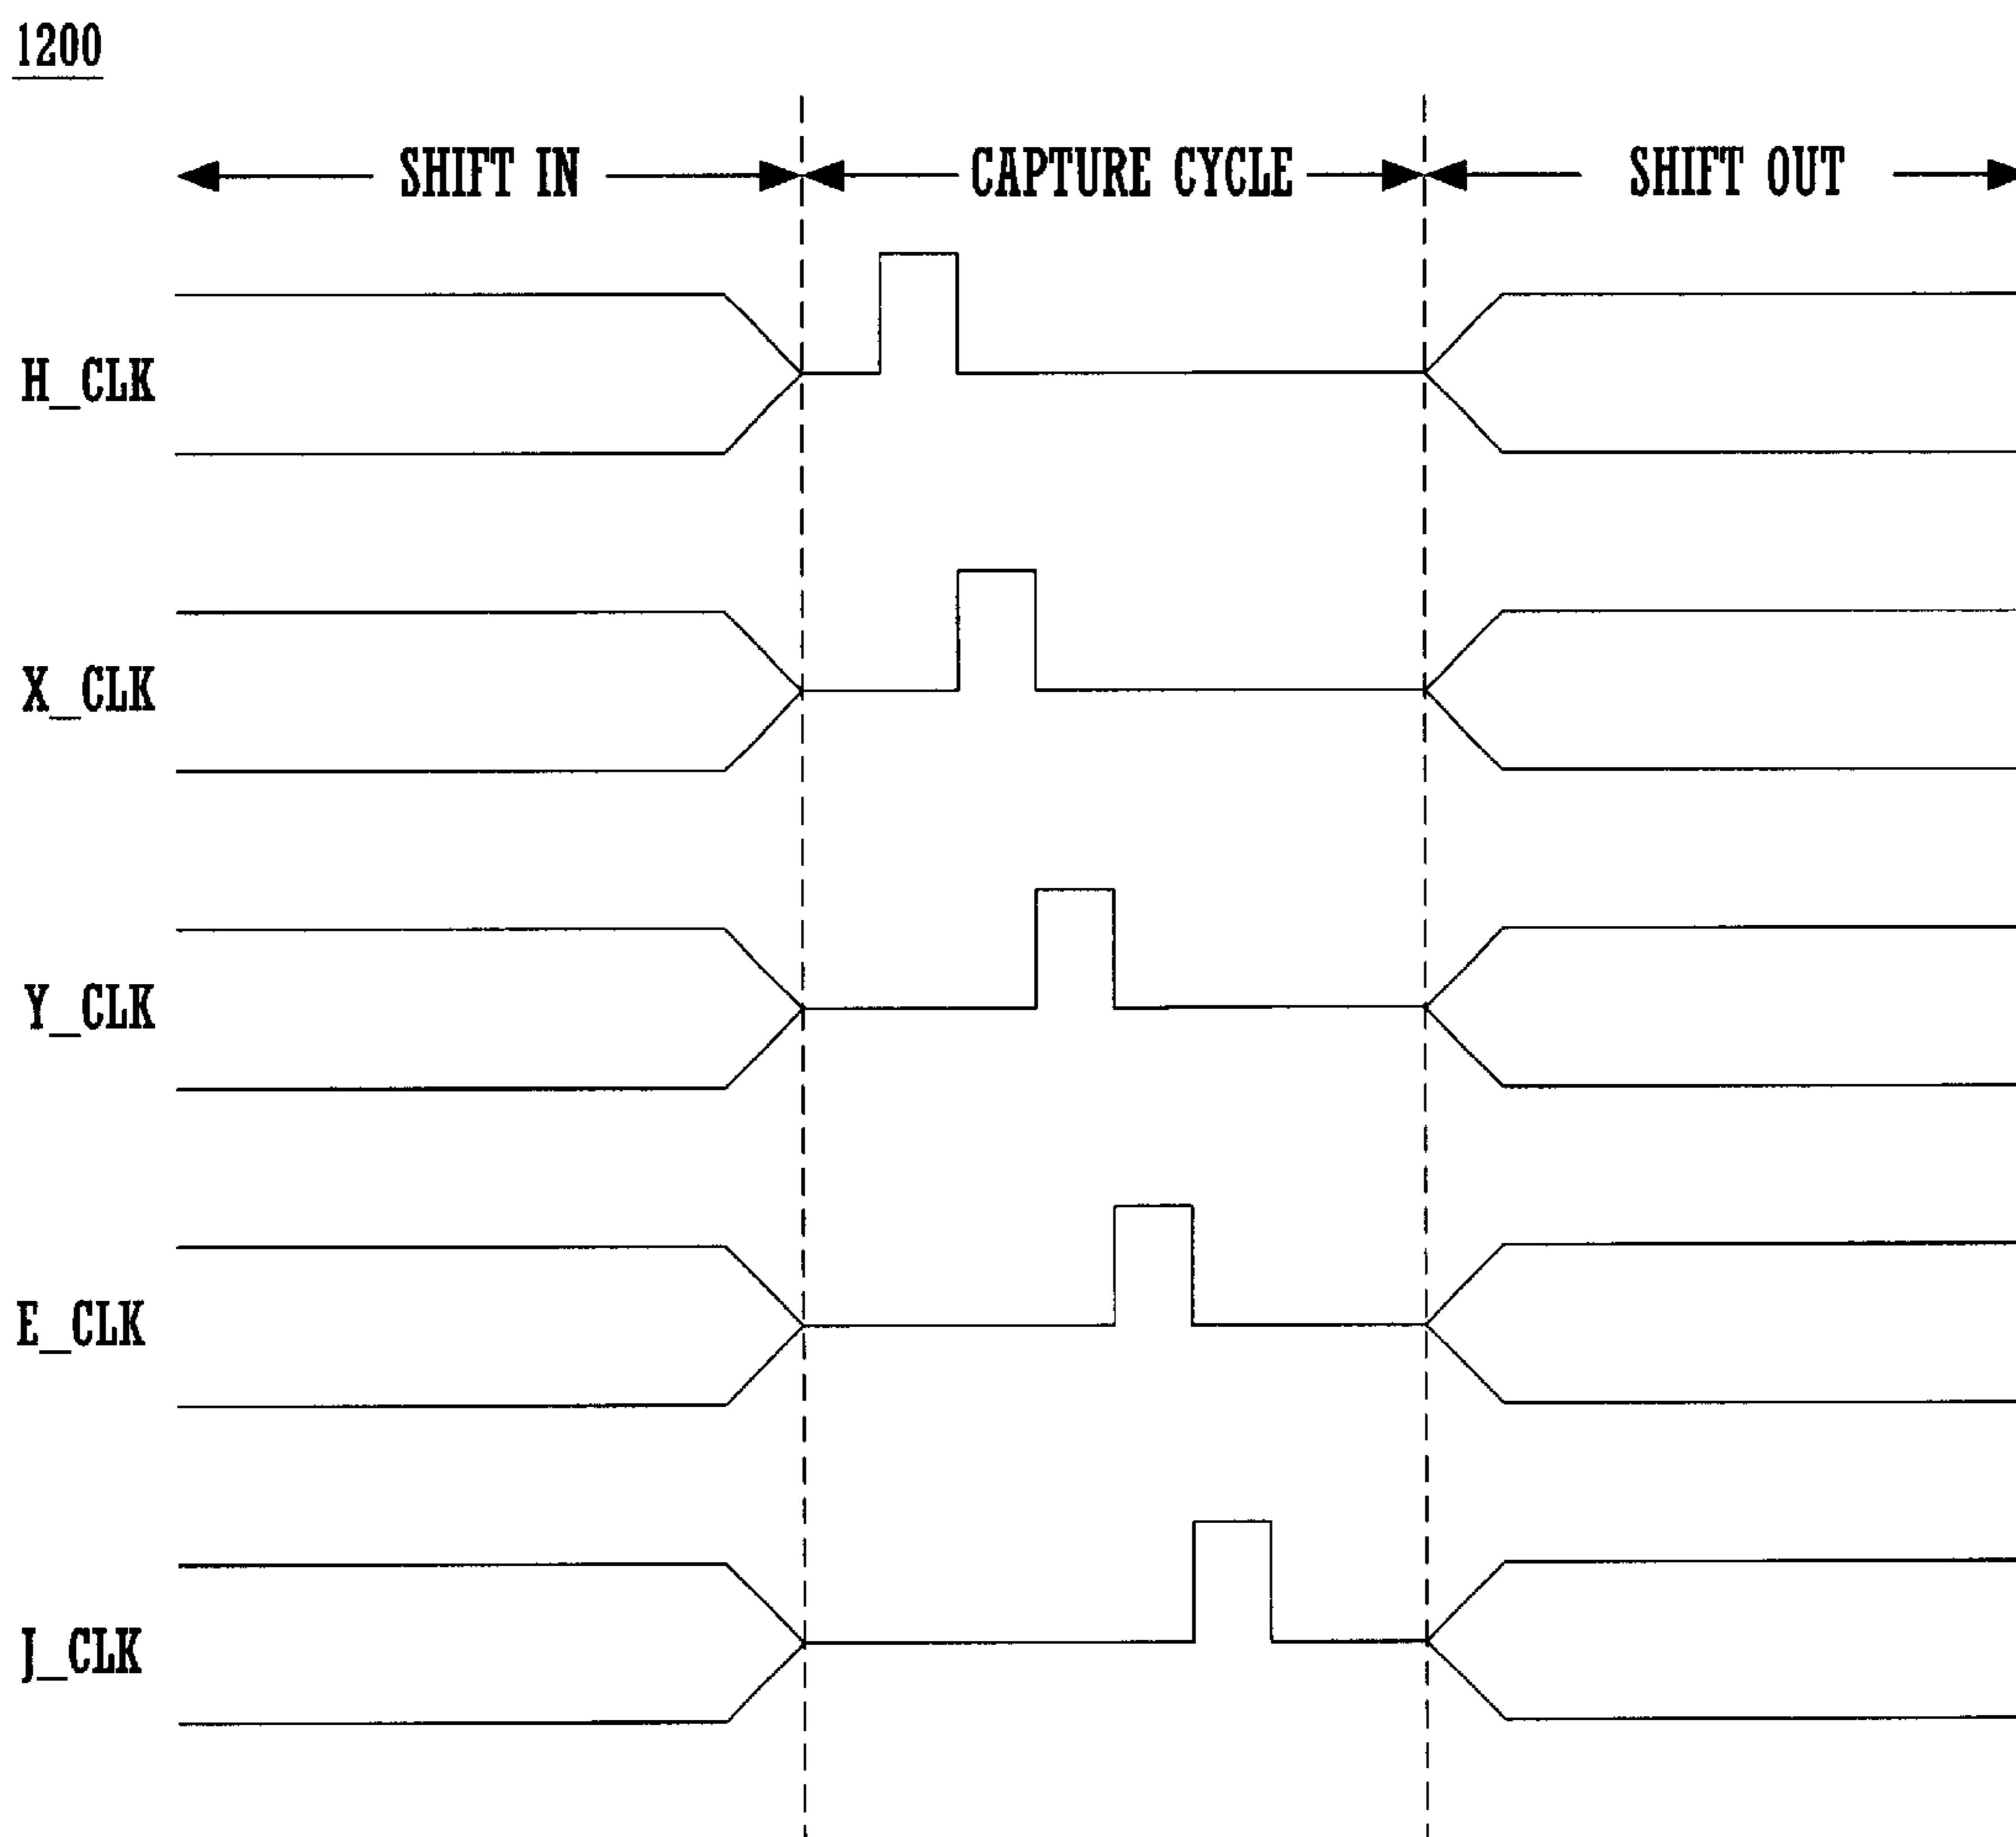 1200
SHIFT IN CAPTURE CYCLE SHIFT OUT
H_CLK
X_CLK
Y_CLK
E_CLK
J_CLK